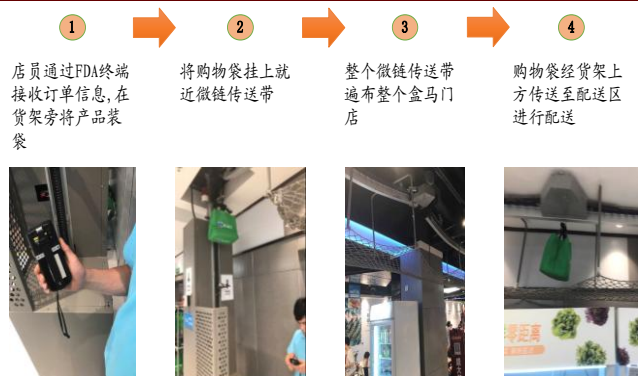 1
2
3
4
店员通过FDA终端
接收订单信息,在
货架旁将产品装
袋
将购物袋挂上就
近微链传送带
整个微链传送带
遍布整个盒马门
店
购物袋经货架上
方传送至配送区
进行配送
零距离